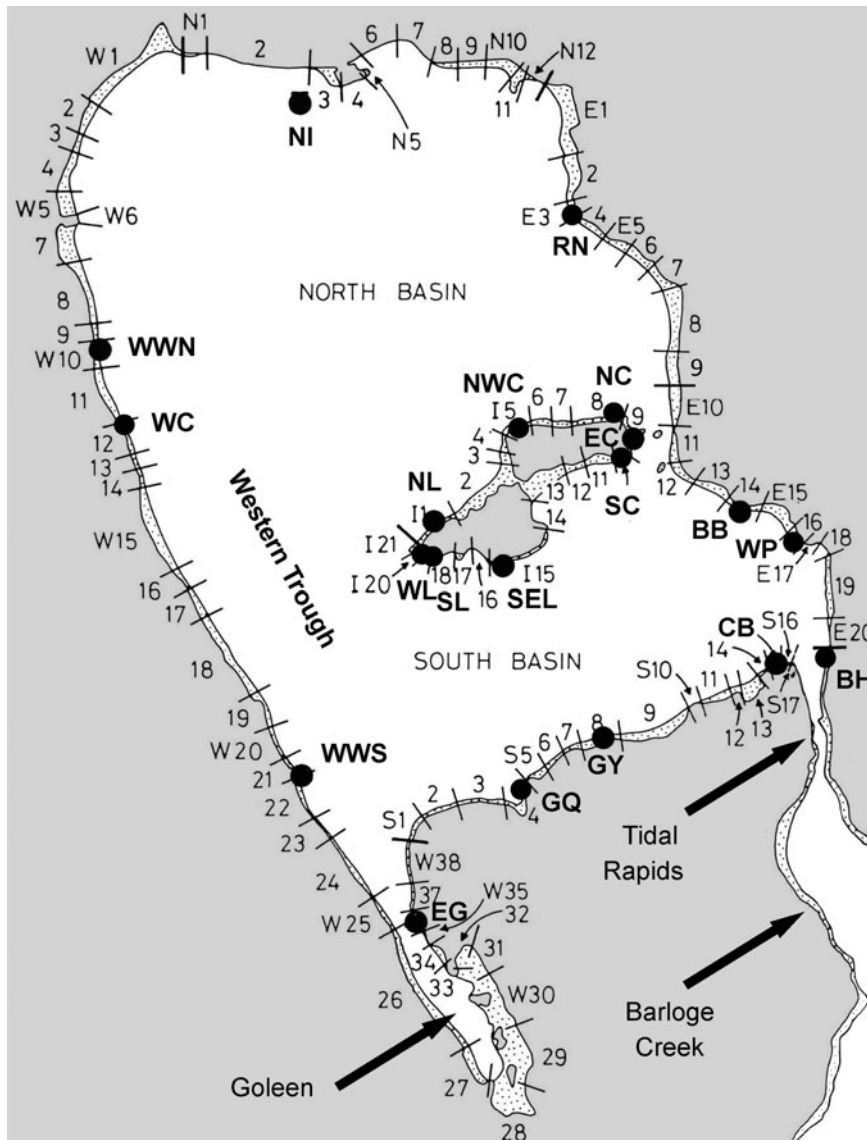 N1
W1
2
6
7
8
9
N10
N12
2
3
4
N5
11
E1
3
4
NI
2
W5
W6
E3
4
RN
E5
6
7
7
NORTH BASIN
8
8
9
WWN
W10
9
NWC
NC
11
I5
6
7
8
9
E10
WC
4
EC
11
12
3
13
14
NL
2
13
12
11
SC
12
13
14
E15
I1
14
BB
16
W15
Western Trough
I21
I20
WL
18
17
16
I15
WP
E17
18
SL
SEL
19
16
17
CB
S16
E20
SOUTH BASIN
14
18
S10
11
S17
BH
19
12
13
9
W20
WWS
S5
6
7
8
21
GY
22
2
3
4
GQ
S1
23
Tidal
Rapids
W38
24
37
EG
W35
32
W25
34
31
33
26
W30
Barloge
Creek
Goleen
27
29
28